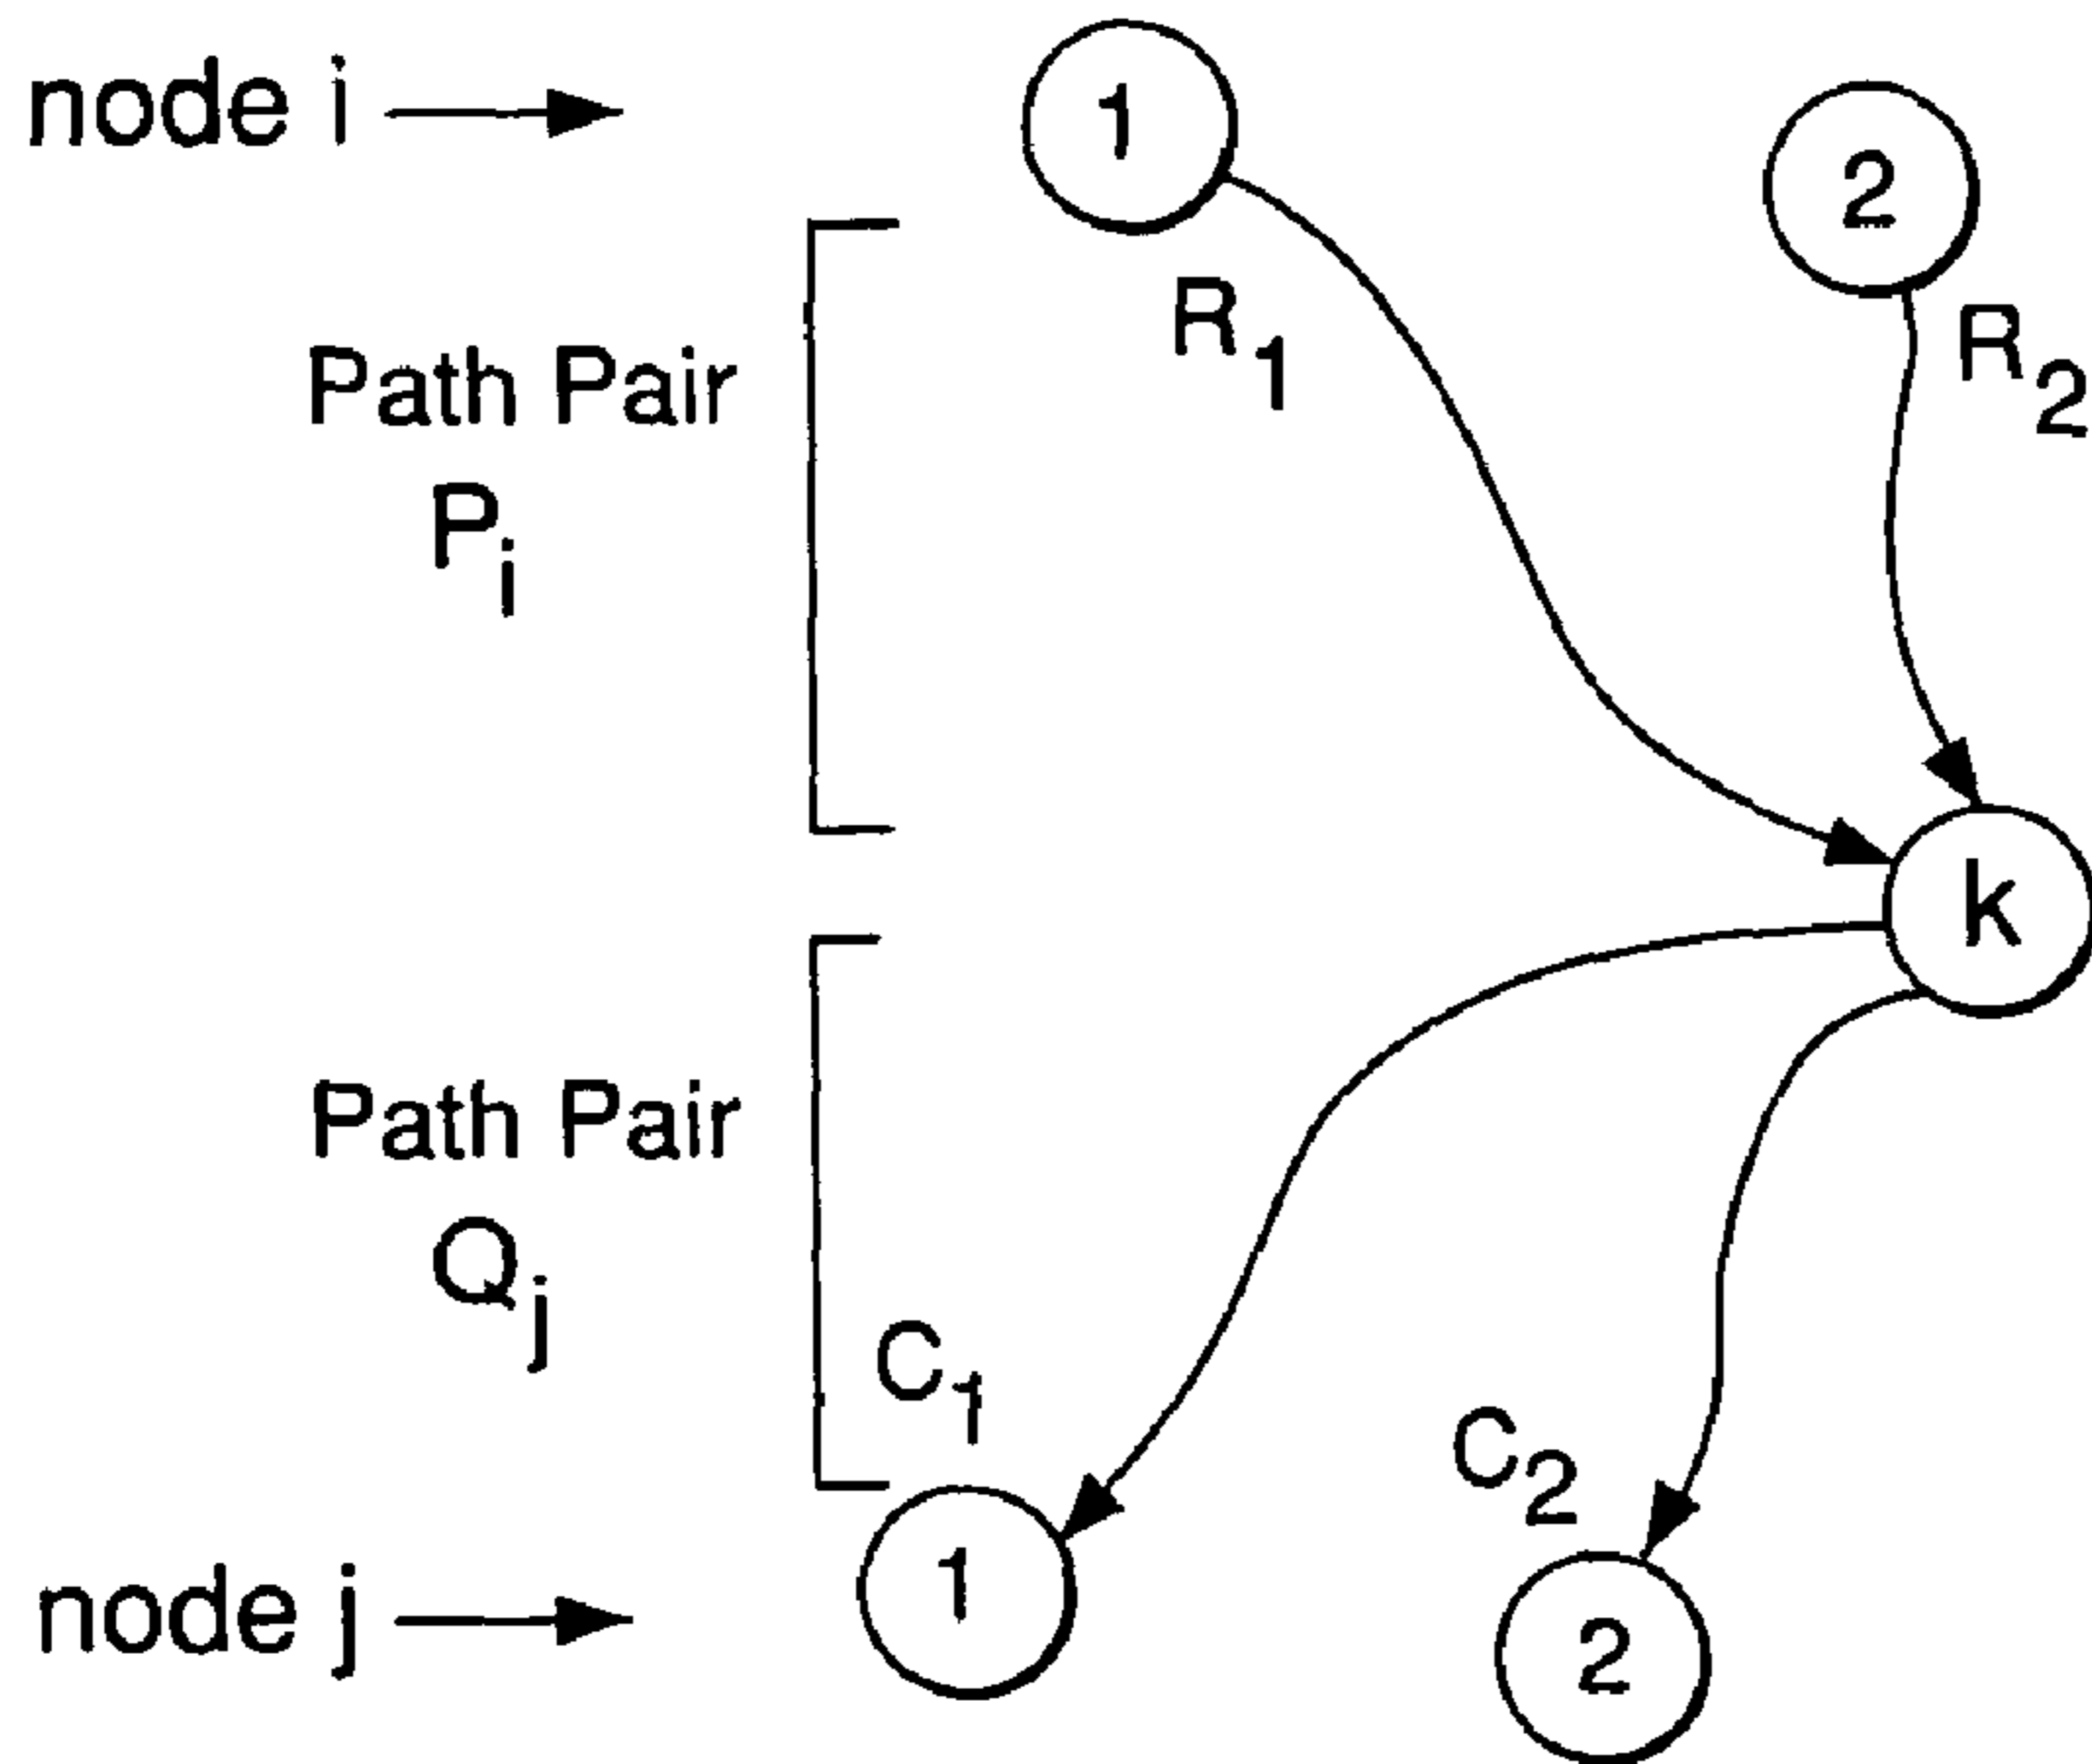 node i
1
2
R1
R2
Path Pair
Pi
k
Path Pair
Qj
C1
C2
node j
1
2